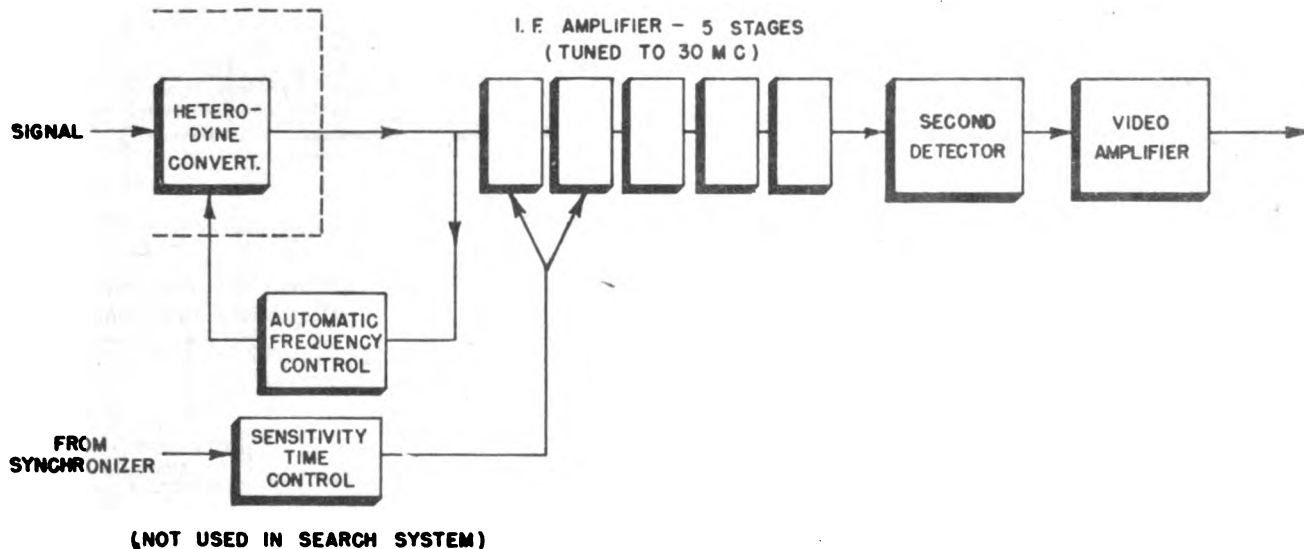 I. F. AMPLIFIER - 5 STAGES
(TUNED TO 30 MC)
SIGNAL
HETERO-
DYNE
CONVERT.
SECOND
DETECTOR
VIDEO
AMPLIFIER
AUTOMATIC
FREQUENCY
CONTROL
FROM
SYNCHRONIZER
SENSITIVITY
TIME
CONTROL
(NOT USED IN SEARCH SYSTEM)